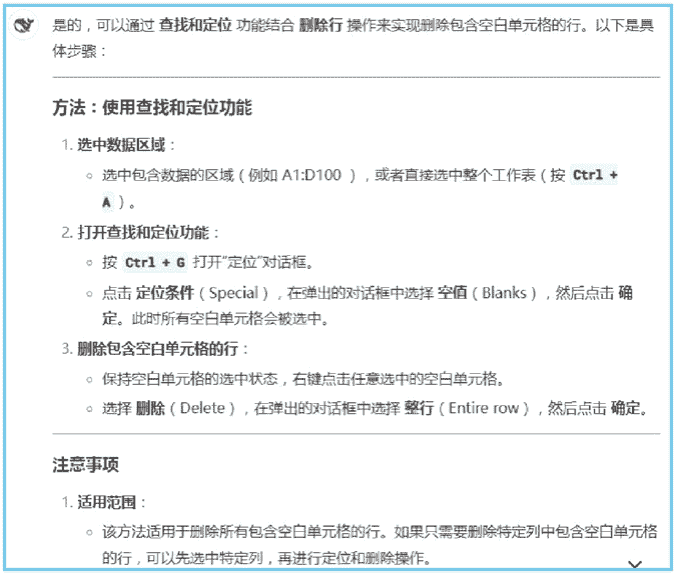 是的，可以通过 查找和定位 功能结合 删除行 操作来实现删除包含空白单元格的行。以下是具
体步骤：
方法：使用查找和定位功能
1. 选中数据区域：
◦ 选中包含数据的区域（例如 A1:D100 ），或者直接选中整个工作表（按 Ctrl +
A ）。
2. 打开查找和定位功能：
◦ 按 Ctrl + G 打开“定位”对话框。
◦ 点击 定位条件（Special），在弹出的对话框中选择 空值（Blanks），然后点击 确
定。此时所有空白单元格会被选中。
3. 删除包含空白单元格的行：
◦ 保持空白单元格的选中状态，右键点击任意选中的空白单元格。
◦ 选择 删除（Delete），在弹出的对话框中选择 整行（Entire row），然后点击 确定。
注意事项
1. 适用范围：
◦ 该方法适用于删除所有包含空白单元格的行。如果只需要删除特定列中包含空白单元格
的行，可以先选中特定列，再进行定位和删除操作。